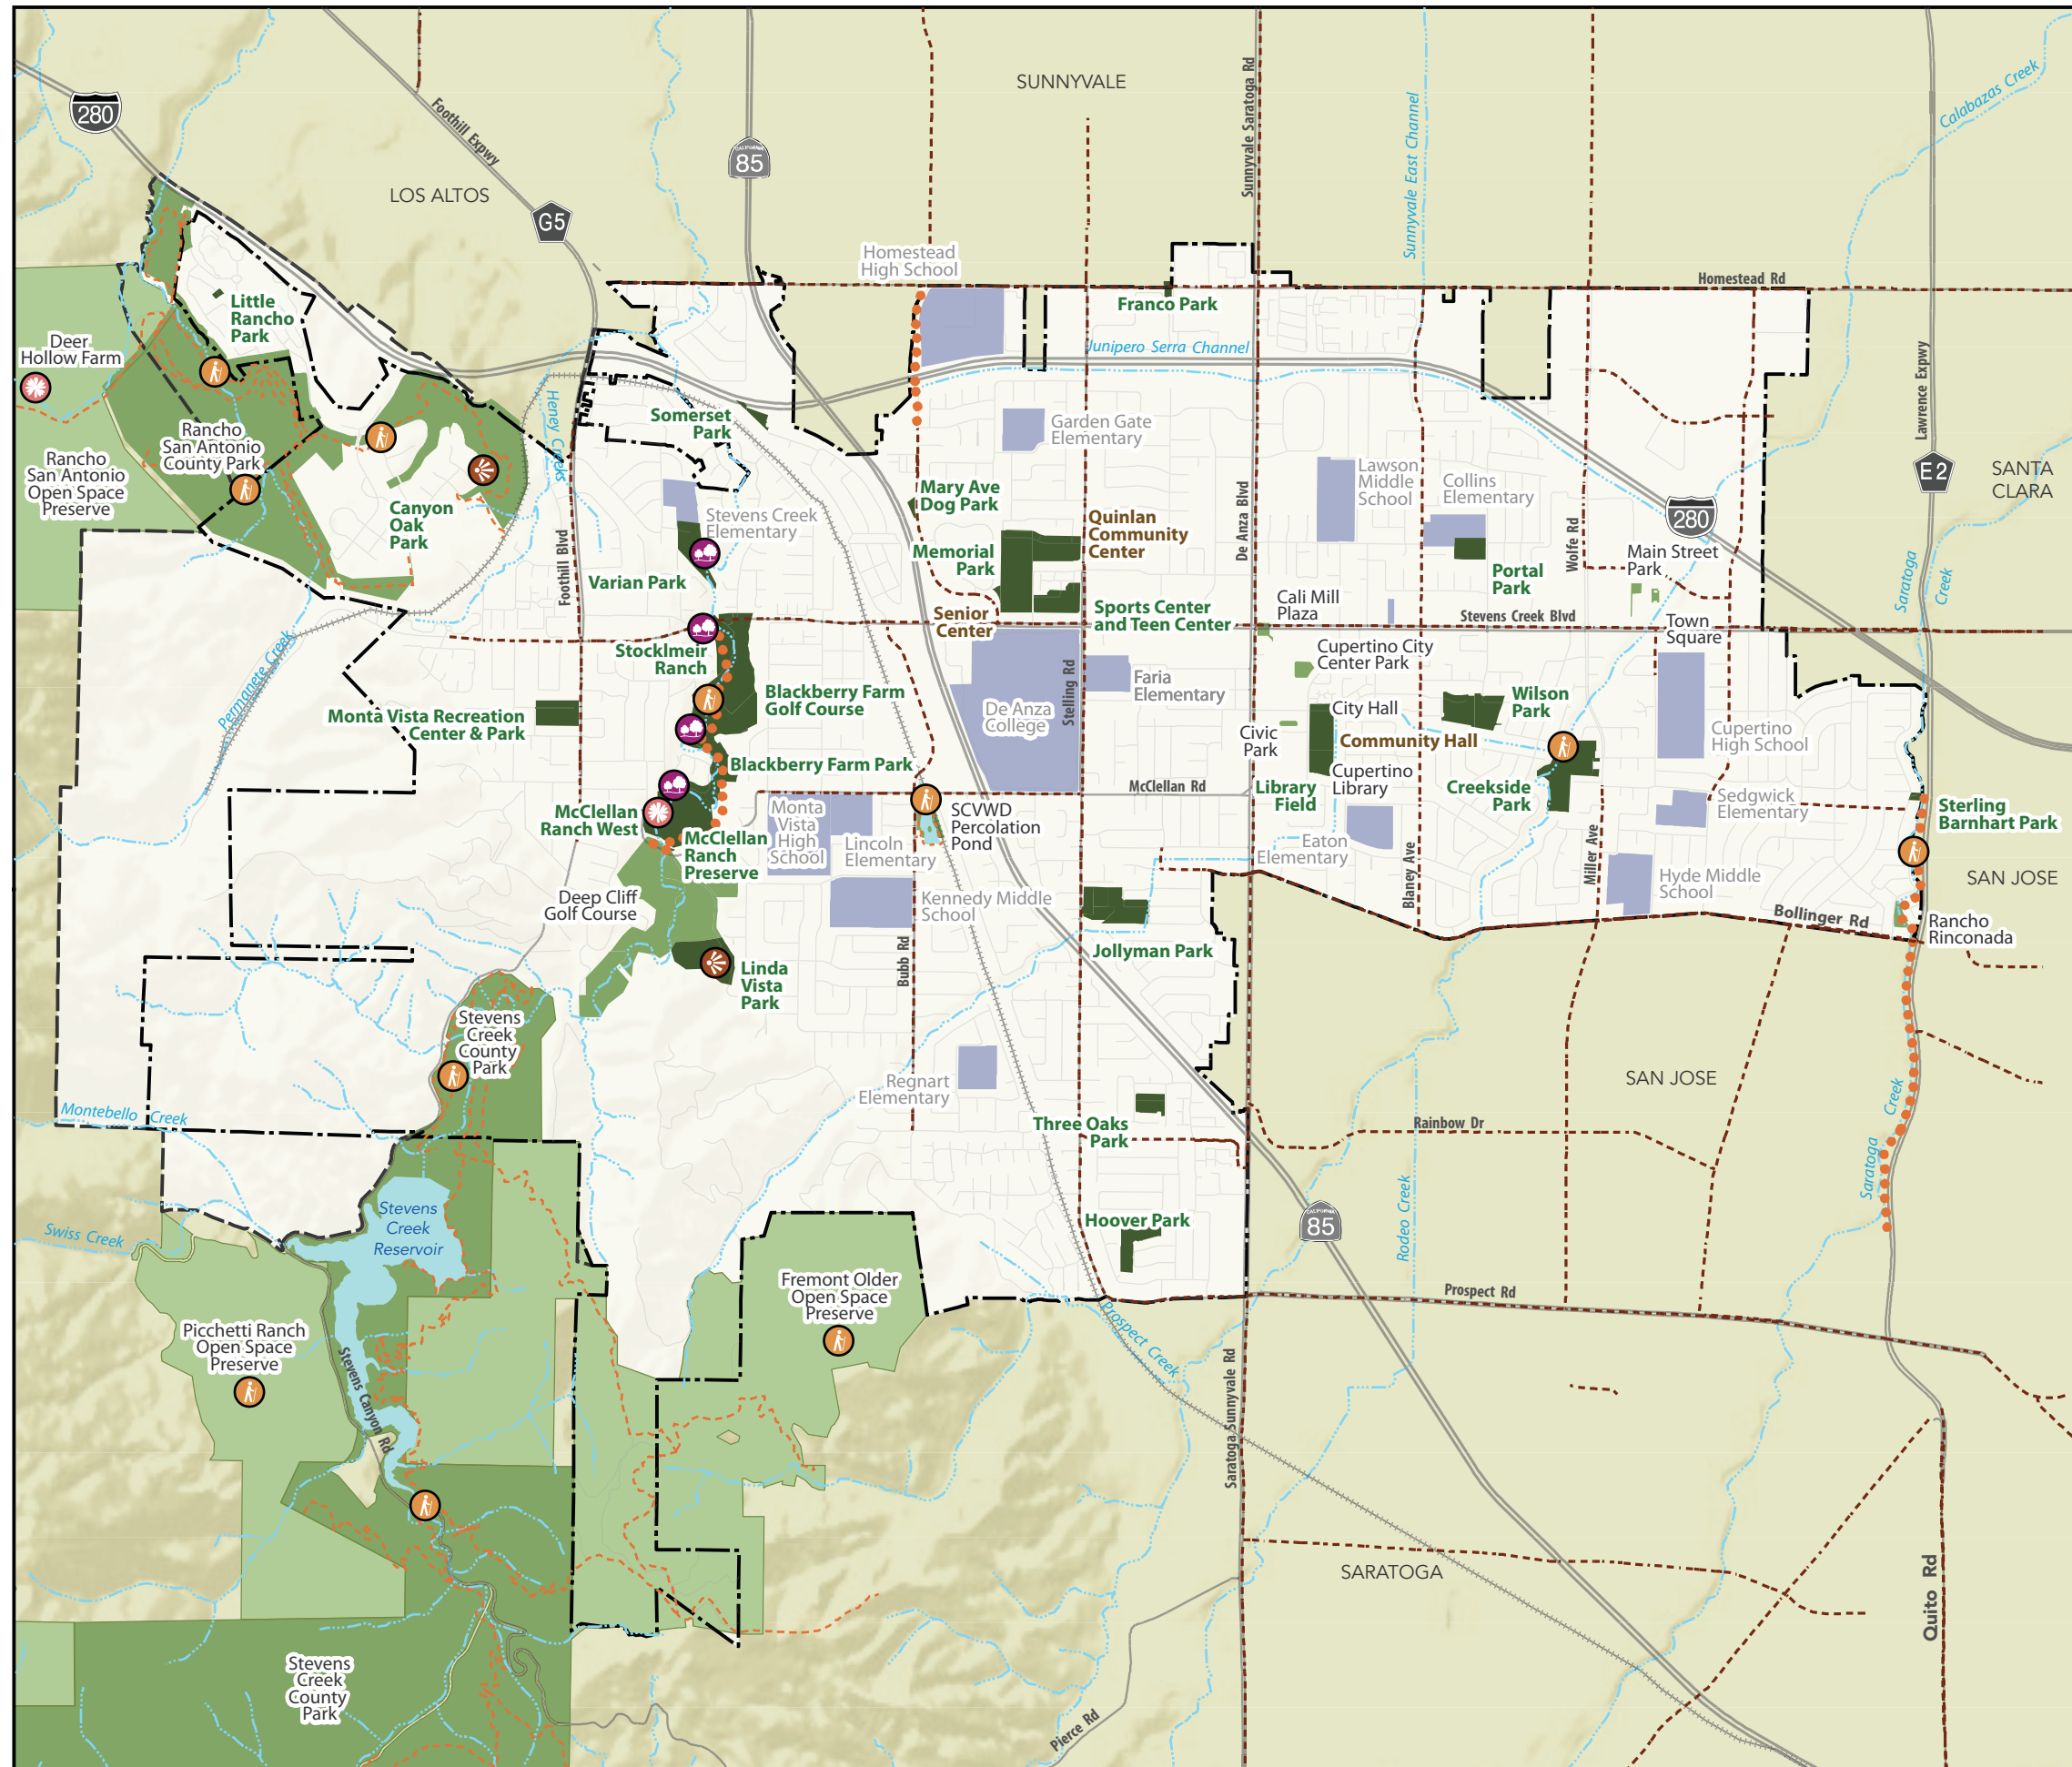 SUNNYVALE
280
Foothill Expwy
LOS ALTOS
G5
CALIFORNIA
85
Sunnyvale Saratoga Rd
Sunnyvale East Channel
Calabazas Creek
Homestead
High School
Franco Park
Homestead Rd
Junipero Serra Channel
Lawrence Expwy
Little
Rancho
Park
Deer
Hollow Farm
Rancho
San Antonio
County Park
Rancho
San Antonio
Open Space
Preserve
Canyon
Oak
Park
Heney Creeks
Somerset
Park
Garden Gate
Elementary
Mary Ave
Dog Park
Stevens Creek
Elementary
Memorial
Park
Quinlan
Community
Center
De Anza Blvd
Lawson
Middle
School
Collins
Elementary
280
E2
SANTA
CLARA
Wolfe Rd
Main Street
Park
Portal
Park
Foothill Blvd
Varian Park
Senior
Center
Sports Center
and Teen Center
Cali Mill
Plaza
Stevens Creek Blvd
Town
Square
Saratoga
Creek
Permanete Creek
Stocklmeir
Ranch
Blackberry Farm
Golf Course
Monta Vista Recreation
Center & Park
Blackberry Farm Park
De Anza
College
Stelling Rd
Faria
Elementary
Cupertino City
Center Park
City Hall
Civic
Park
Community Hall
Wilson
Park
Cupertino
High School
McClellan Rd
Library
Field
Cupertino
Library
Creekside
Park
Sedgwick
Elementary
Sterling
Barnhart Park
McClellan
Ranch West
McClellan
Ranch
Preserve
Monta
Vista
High
School
Lincoln
Elementary
SCVWD
Percolation
Pond
Eaton
Elementary
Blaney Ave
Miller Ave
Hyde Middle
School
SAN JOSE
Deep Cliff
Golf Course
Kennedy Middle
School
Bollinger Rd
Rancho
Rinconada
Linda
Vista
Park
Bubb Rd
Jollyman Park
Stevens
Creek
County
Park
Regnart
Elementary
SAN JOSE
Montebello Creek
Three Oaks
Park
Rainbow Dr
Creek
Saratoga
Stevens
Creek
Reservoir
Swiss Creek
Hoover Park
CALIFORNIA
85
Rodeo Creek
Fremont Older
Open Space
Preserve
Prospect Rd
Prospect Creek
Picchetti Ranch
Open Space
Preserve
Stevens Canyon Rd
Saratoga Sunnyvale Rd
SARATOGA
Quito Rd
Stevens
Creek
County
Park
Pierce Rd